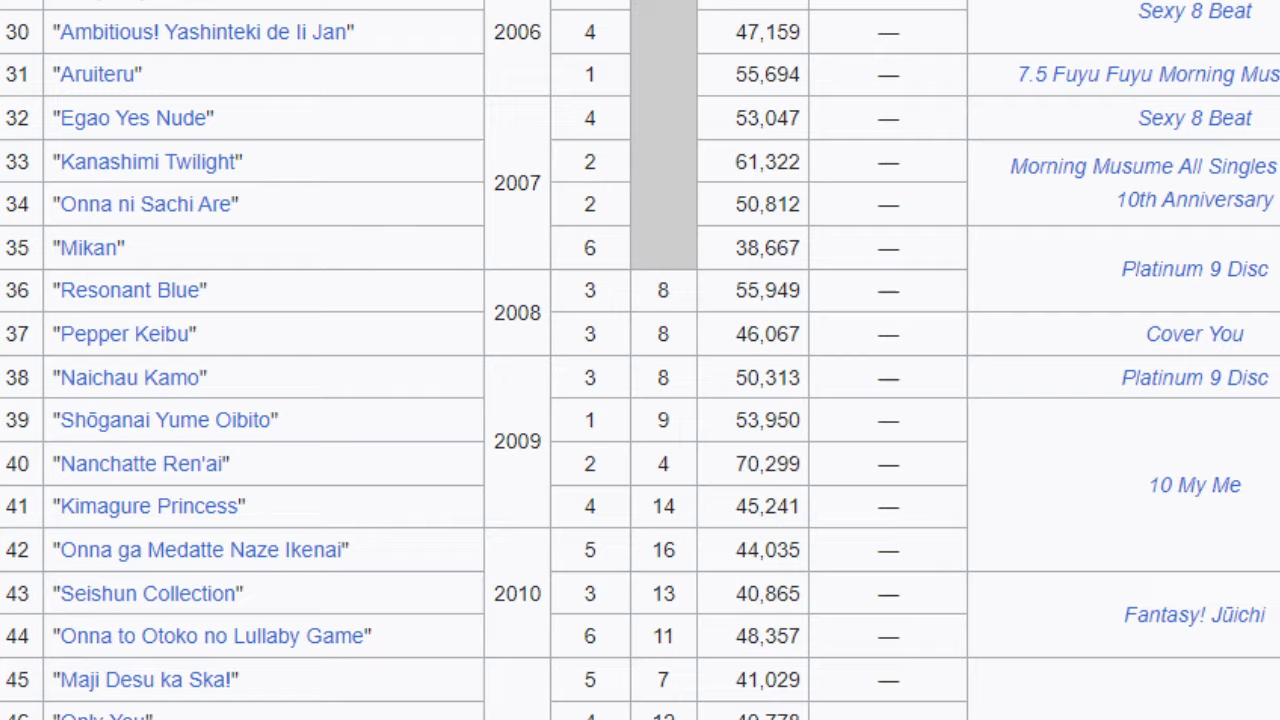 Sexy 8 Beat
30 "Ambitious! Yashinteki de Ii Jan" 2006 4 47,159 —
31 "Aruiteru" 1 55,694 — 7.5 Fuyu Fuyu Morning Mus
32 "Egao Yes Nude" 4 53,047 — Sexy 8 Beat
33 "Kanashimi Twilight" 2007 2 61,322 — Morning Musume All Singles
34 "Onna ni Sachi Are" 2 50,812 — 10th Anniversary
35 "Mikan" 6 38,667 — Platinum 9 Disc
36 "Resonant Blue" 2008 3 8 55,949 —
37 "Pepper Keibu" 3 8 46,067 — Cover You
38 "Naichau Kamo" 3 8 50,313 — Platinum 9 Disc
39 "Shōganai Yume Oibito" 2009 1 9 53,950 —
40 "Nanchatte Ren'ai" 2 4 70,299 — 10 My Me
41 "Kimagure Princess" 4 14 45,241 —
42 "Onna ga Medatte Naze Ikenai" 5 16 44,035 —
43 "Seishun Collection" 2010 3 13 40,865 — Fantasy! Jūichi
44 "Onna to Otoko no Lullaby Game" 6 11 48,357 —
45 "Maji Desu ka Ska!" 5 7 41,029 —
"Only You"